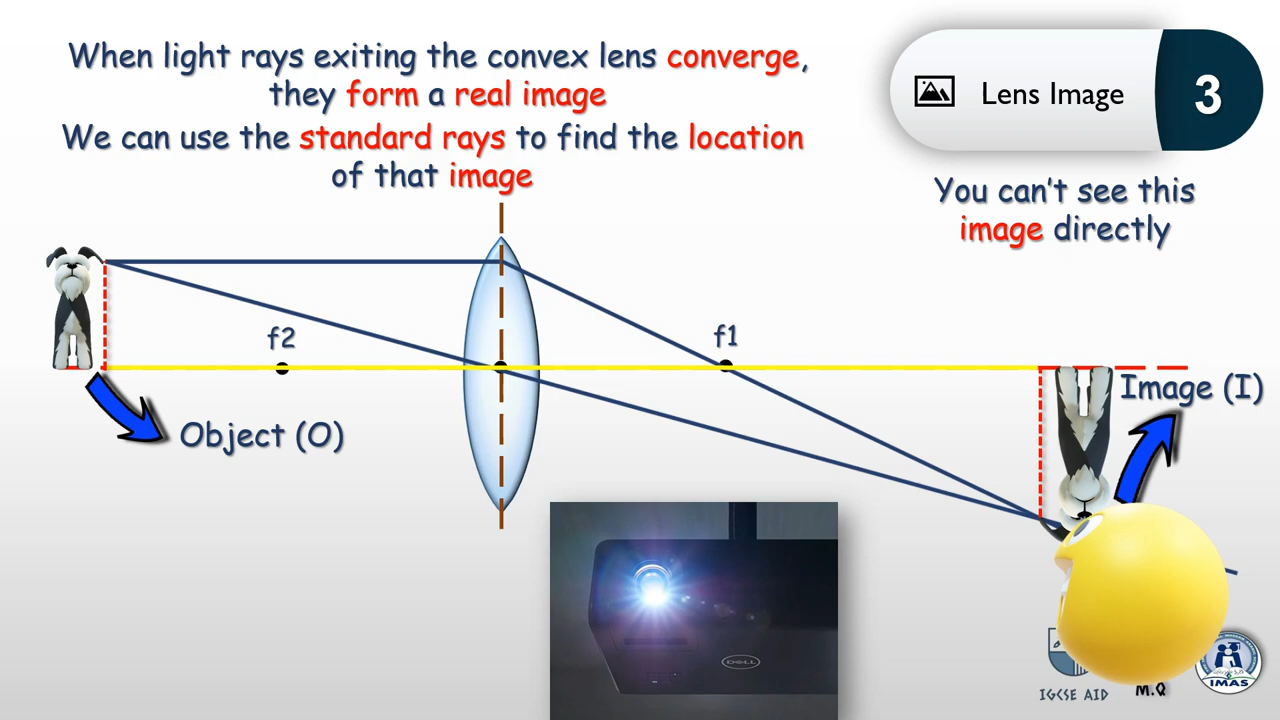 When light rays exiting the convex lens converge,
they form a real image
We can use the standard rays to find the location
of that image
Lens Image
3
You can't see this
image directly
f2
f1
Object (O)
Image (I)
DELL
IGCSE AID
M.Q
IMAS